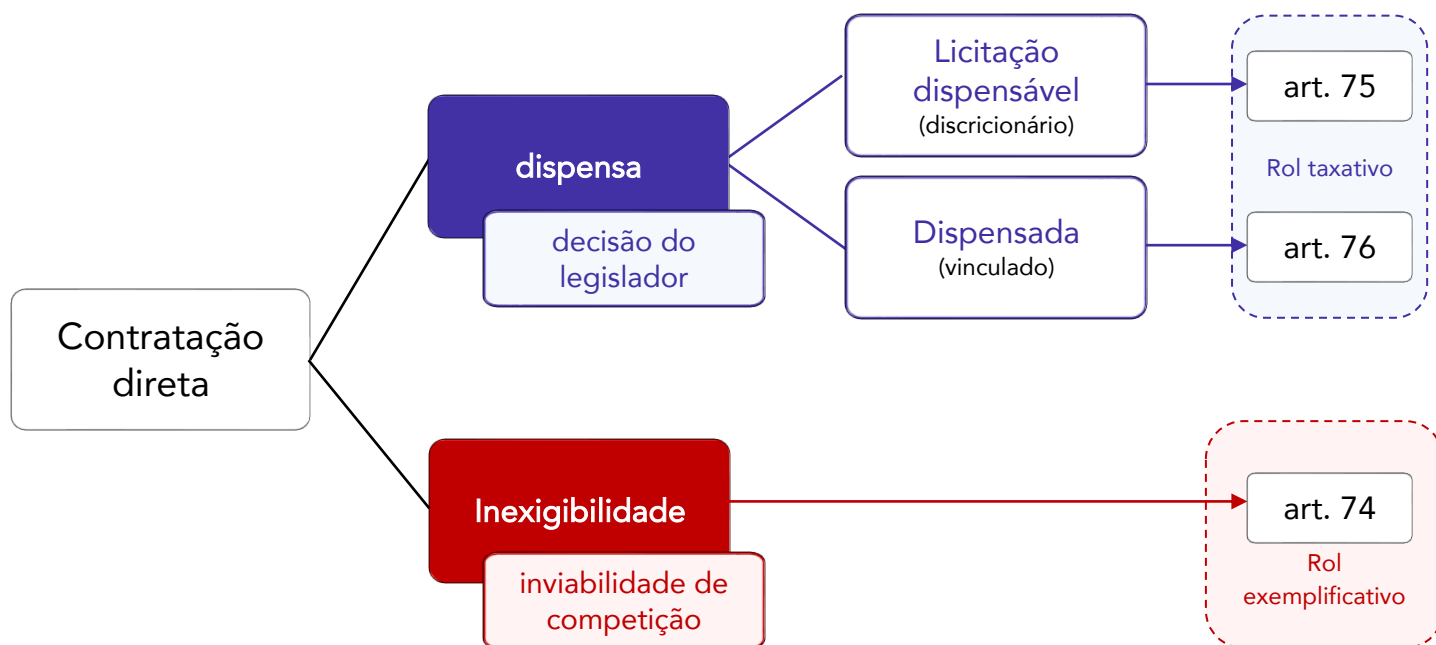 Contratação
direta
dispensa
decisão do
legislador
Licitação
dispensável
(discricionário)
Dispensada
(vinculado)
art. 75
Rol taxativo
art. 76
Inexigibilidade
inviabilidade de
competição
art. 74
Rol
exemplificativo